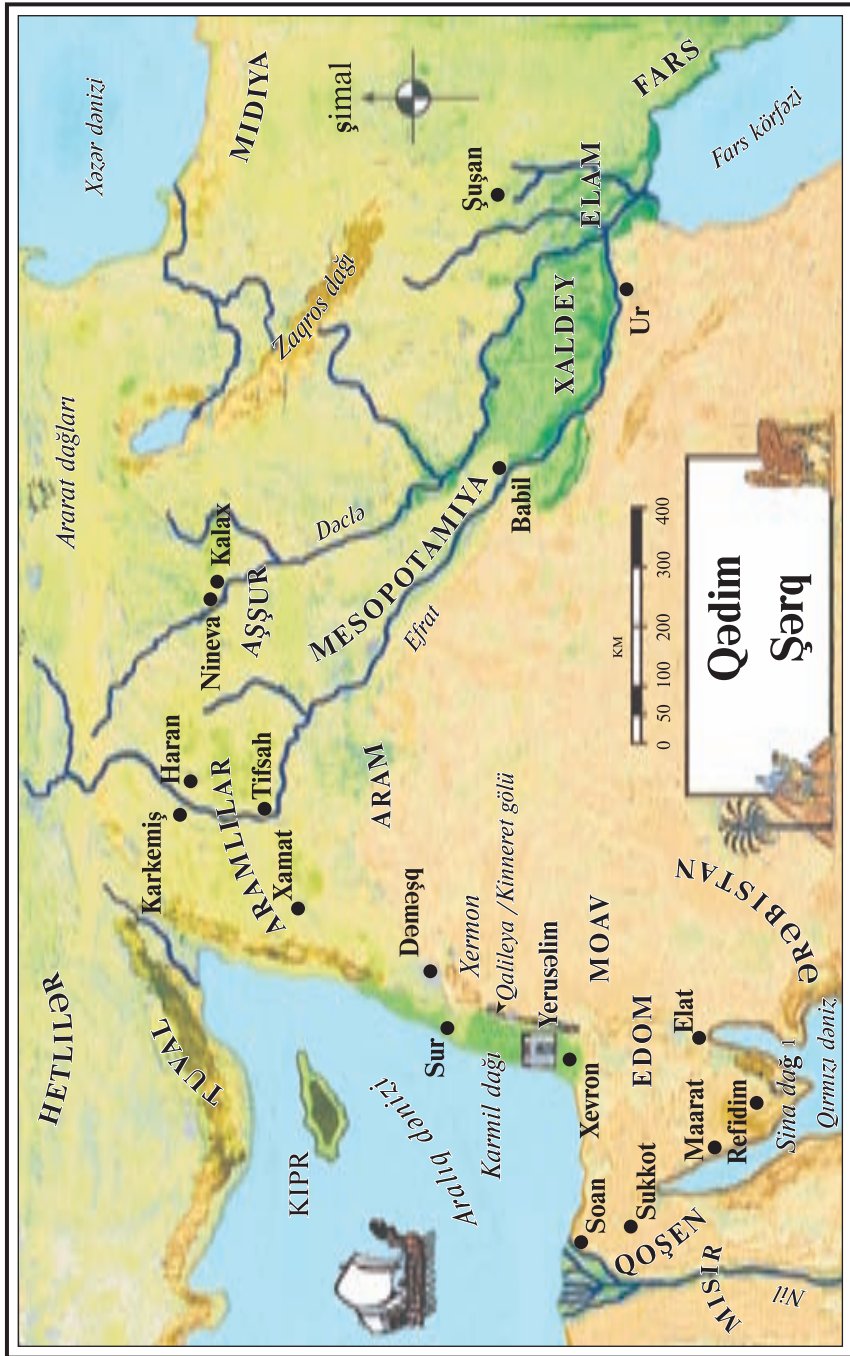 Qədim
Şərq
KM
0 50 100 200 300 400
şimal
HETLILƏR
TUVAL
KIPR
Aralıq dənizi
Ararat dağları
Xəzər dənizi
MIDIYA
Karkemiş
Haran
ARAMLILAR
Tifsah
Xamat
Nineva
Kalax
AŞŞUR
Dəclə
Zaqros dağı
MESOPOTAMIYA
Efrat
ARAM
Dəməşq
Xermon
Qalileya /Kinneret gölü
Sur
Karmil dağı
Yerusəlim
Xevron
MOAV
EDOM
Babil
XALDEY
Ur
ELAM
Şuşan
FARS
Fars körfəzi
Soan
Sukkot
QOŞEN
MISIR
Nil
Maarat
Refidim
Elat
Sina dağ ı
Qırmızı dəniz
ƏRƏBISTAN